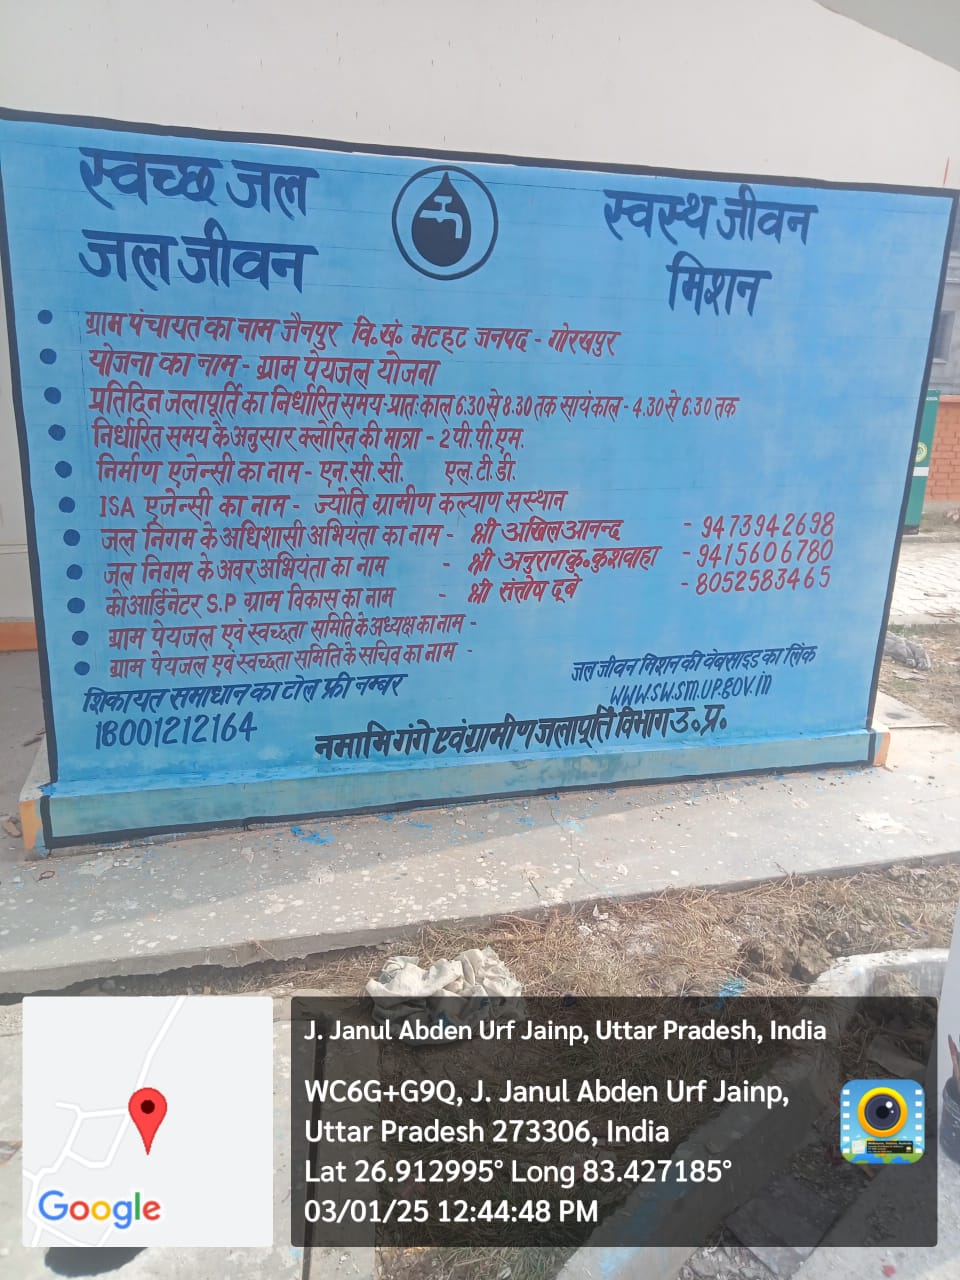 स्वच्छ जल
स्वस्थ जीवन
जल जीवन
मिशन
ग्राम पंचायत का नाम जैनपुर वि.खं. भटहट जनपद - गोरखपुर
योजना का नाम - ग्राम पेयजल योजना
प्रतिदिन जलापूर्ति का निर्धारित समय-प्रातःकाल 6.30 से 8.30 तक सायंकाल - 4.30 से 6.30 तक
निर्धारित समय के अनुसार क्लोरिन की मात्रा - 2 पी.पी.एम.
निर्माण एजेन्सी का नाम - एन.सी.सी. एल.टी.डी.
ISA एजेन्सी का नाम - ज्योति ग्रामीण कल्याण संस्थान
जल निगम के अधिशासी अभियंता का नाम - श्री अखिल आनन्द - 9473942698
जल निगम के अवर अभियंता का नाम - श्री अनुराग कु. कुशवाहा - 9415606780
कोआर्डिनेटर S.P ग्राम विकास का नाम - श्री संतोष दूबे - 8052583465
ग्राम पेयजल एवं स्वच्छता समिति के अध्यक्ष का नाम -
ग्राम पेयजल एवं स्वच्छता समिति के सचिव का नाम -
शिकायत समाधान का टोल फ्री नम्बर
18001212164
जल जीवन मिशन की वेबसाइड का लिंक
www.swsm.up.gov.in
नमामि गंगे एवं ग्रामीण जलापूर्ति विभाग उ.प्र.
J. Janul Abden Urf Jainp, Uttar Pradesh, India
WC6G+G9Q, J. Janul Abden Urf Jainp,
Uttar Pradesh 273306, India
Lat 26.912995° Long 83.427185°
03/01/25 12:44:48 PM
Google